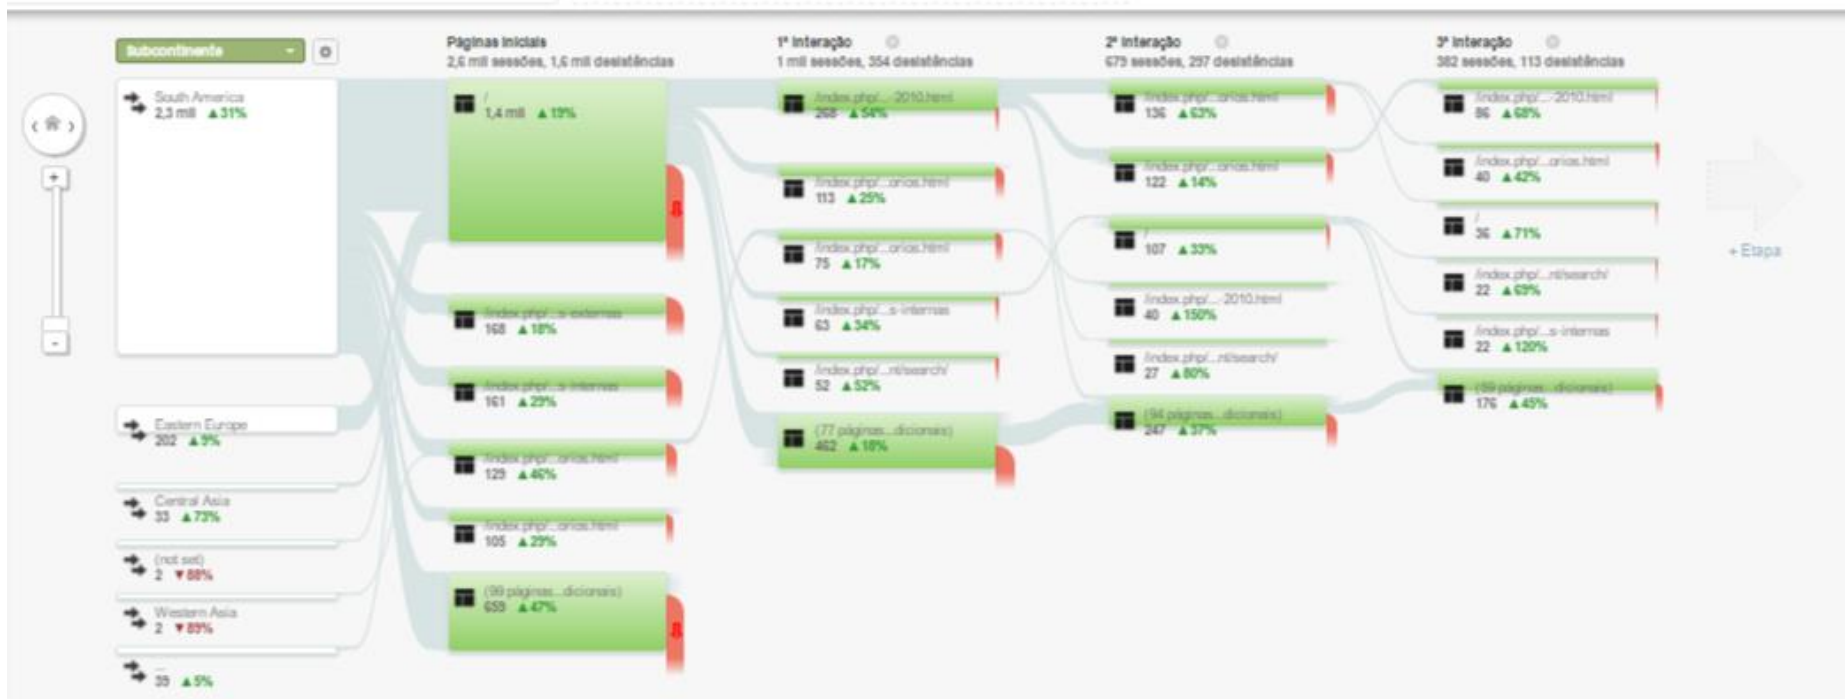 Subcontinente
South America
2,3 mil ▲31%
Eastern Europe
202 ▲9%
Central Asia
33 ▲73%
(not set)
2 ▼88%
Western Asia
2 ▼89%
...
39 ▲5%
Páginas iniciais
2,6 mil sessões, 1,6 mil desistências
/
1,4 mil ▲19%
/index.php/...s-externas
168 ▲18%
/index.php/...s-internas
161 ▲29%
/index.php/...orias.html
129 ▲46%
/index.php/...orias.html
105 ▲29%
(99 páginas...dicionais)
659 ▲47%
1ª interação
1 mil sessões, 354 desistências
/index.php/...-2010.html
268 ▲54%
/index.php/...orias.html
113 ▲25%
/index.php/...orias.html
75 ▲17%
/index.php/...s-internas
63 ▲34%
/index.php/...nt/search/
52 ▲52%
(77 páginas...dicionais)
462 ▲18%
2ª interação
679 sessões, 297 desistências
/index.php/...orias.html
136 ▲63%
/index.php/...orias.html
122 ▲14%
/
107 ▲33%
/index.php/...-2010.html
40 ▲150%
/index.php/...nt/search/
27 ▲80%
(94 páginas...dicionais)
247 ▲37%
3ª interação
382 sessões, 113 desistências
/index.php/...-2010.html
86 ▲68%
/index.php/...orias.html
40 ▲42%
/
36 ▲71%
/index.php/...nt/search/
22 ▲69%
/index.php/...s-internas
22 ▲120%
(59 páginas...dicionais)
176 ▲45%
+ Etapa